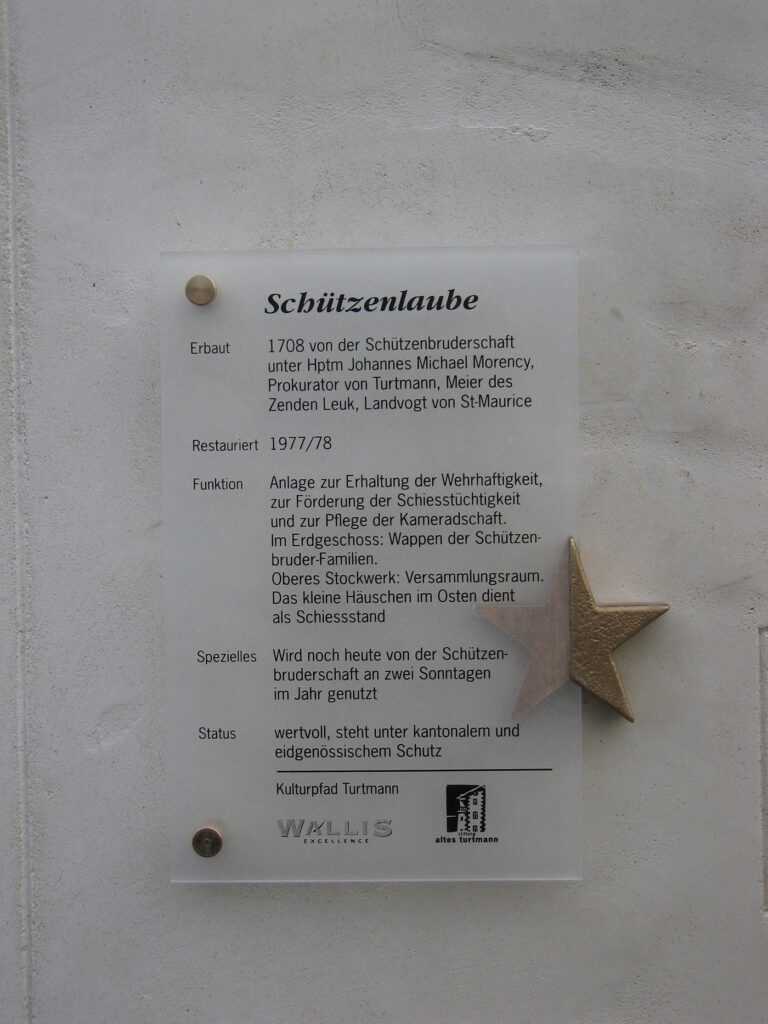 Schützenlaube
Erbaut 1708 von der Schützenbruderschaft
unter Hptm Johannes Michael Morency,
Prokurator von Turtmann, Meier des
Zenden Leuk, Landvogt von St-Maurice
Restauriert 1977/78
Funktion Anlage zur Erhaltung der Wehrhaftigkeit,
zur Förderung der Schiesstüchtigkeit
und zur Pflege der Kameradschaft.
Im Erdgeschoss: Wappen der Schützen-
bruder-Familien.
Oberes Stockwerk: Versammlungsraum.
Das kleine Häuschen im Osten dient
als Schiessstand
Spezielles Wird noch heute von der Schützen-
bruderschaft an zwei Sonntagen
im Jahr genutzt
Status wertvoll, steht unter kantonalem und
eidgenössischem Schutz
Kulturpfad Turtmann
WALLIS
EXCELLENCE
stiftung
altes turtmann